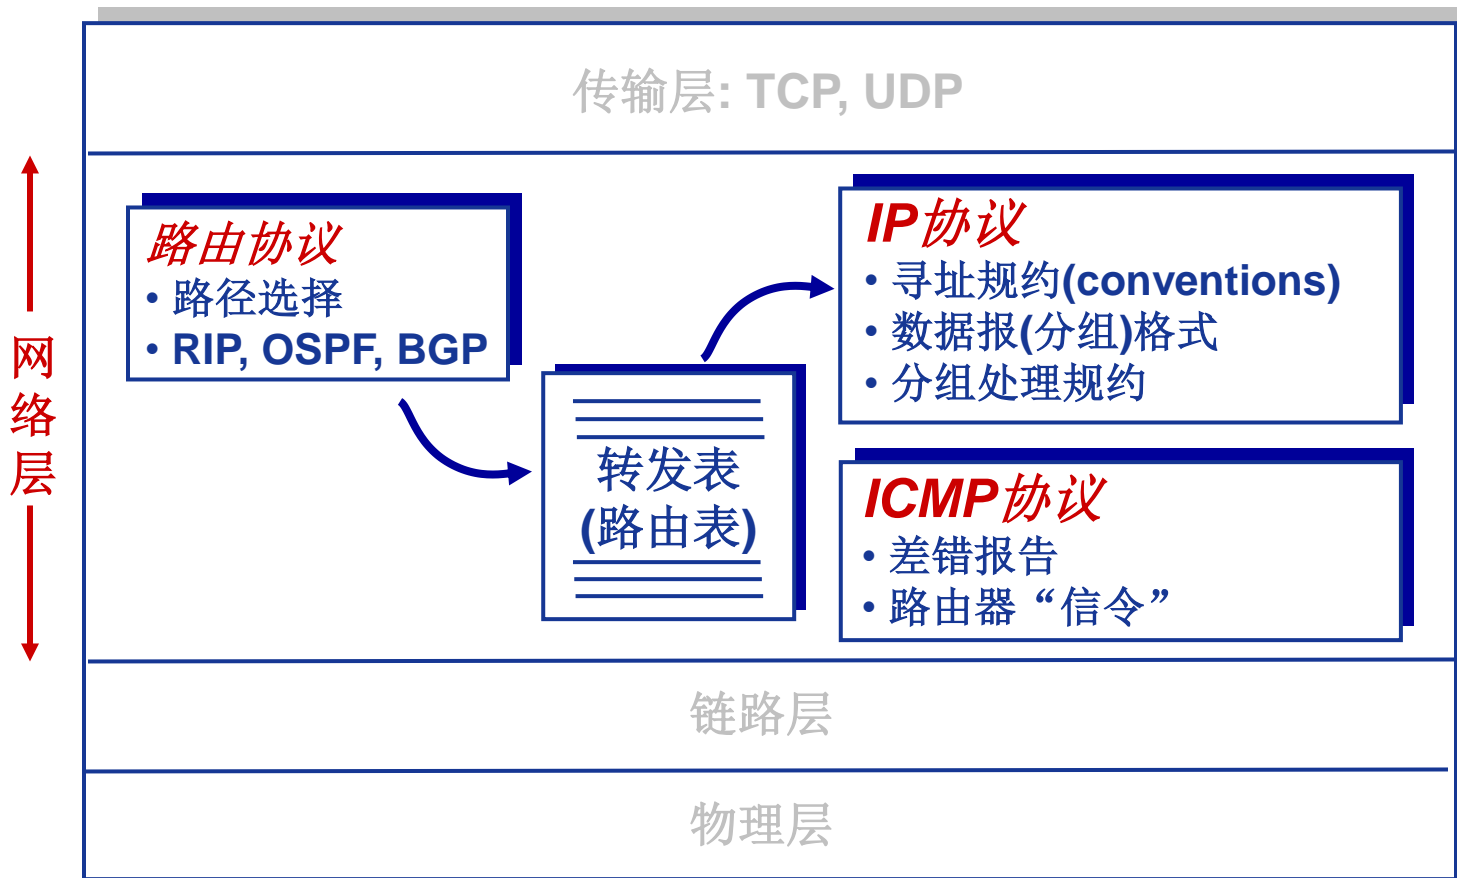 传输层: TCP, UDP
网络层
路由协议
• 路径选择
• RIP, OSPF, BGP
转发表
(路由表)
IP协议
• 寻址规约(conventions)
• 数据报(分组)格式
• 分组处理规约
ICMP协议
• 差错报告
• 路由器“信令”
链路层
物理层